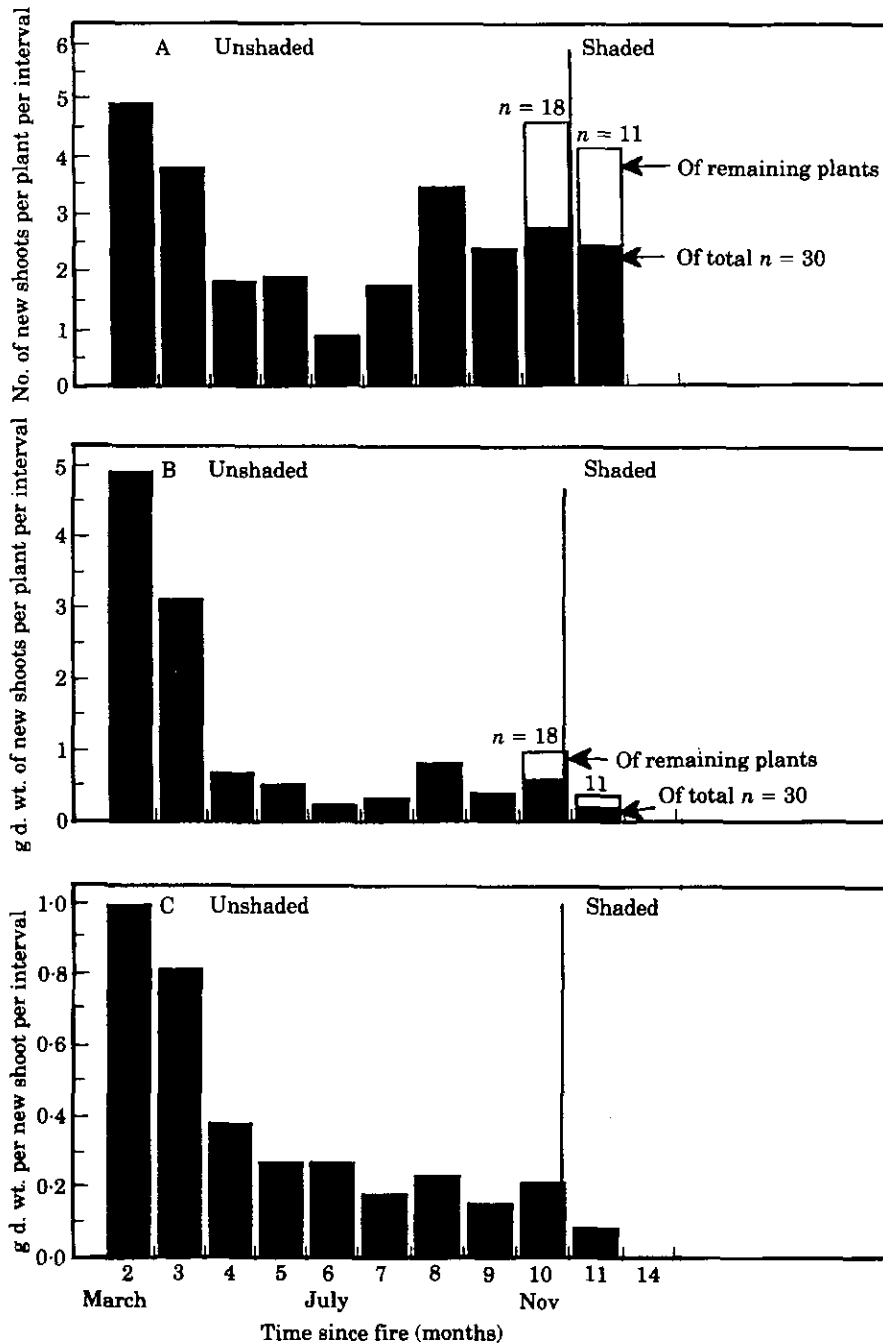 No. of new shoots per plant per interval
6
5
4
3
2
1
0
A Unshaded
Shaded
n = 18
n = 11
Of remaining plants
Of total n = 30
g d. wt. of new shoots per plant per interval
5
4
3
2
1
0
B Unshaded
Shaded
n = 18
Of remaining plants
11
Of total n = 30
g d. wt. per new shoot per interval
1·0
0·8
0·6
0·4
0·2
0·0
C Unshaded
Shaded
2 3 4 5 6 7 8 9 10 11 14
March July Nov
Time since fire (months)